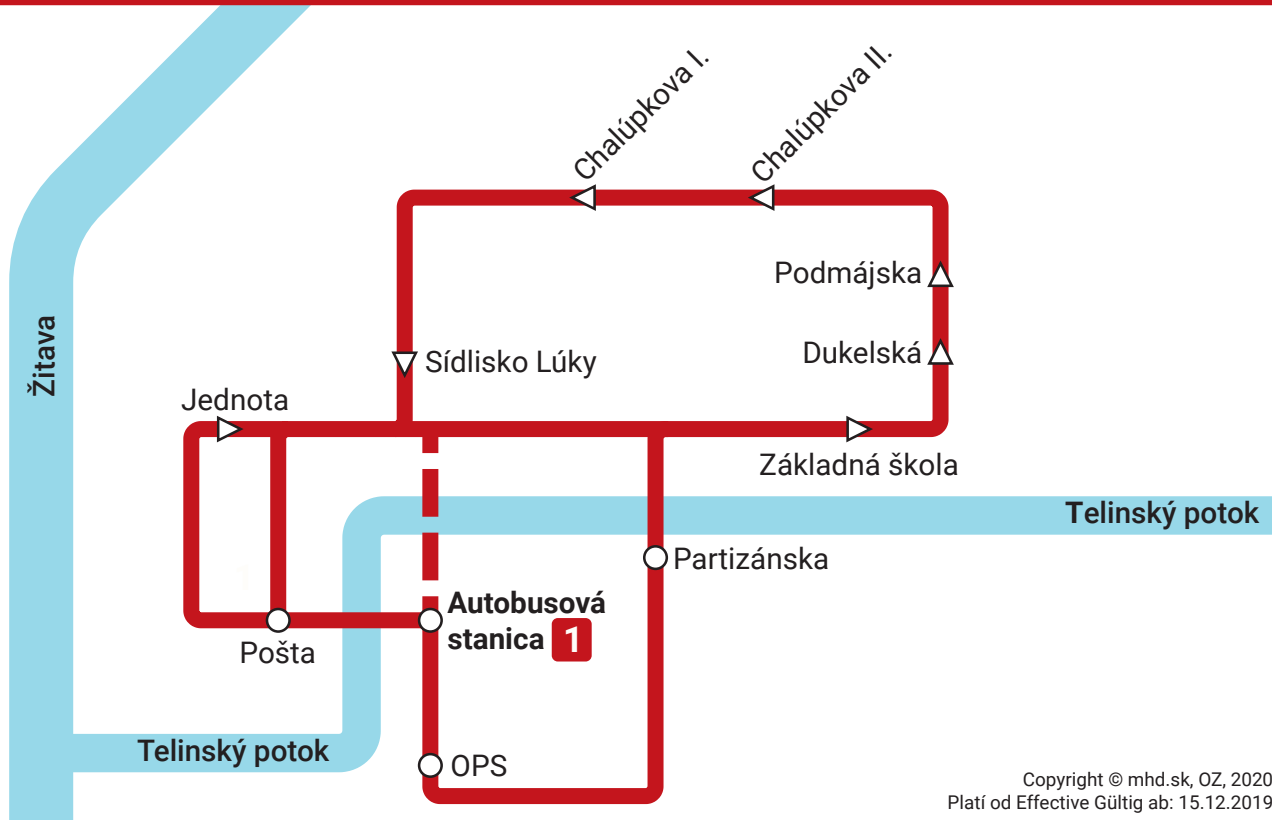 Chalúpkova I.
Chalúpkova II.
Podmájska
Žitava
Dukelská
Sídlisko Lúky
Jednota
Základná škola
Telinský potok
Partizánska
Autobusová
stanica 1
Pošta
Telinský potok
OPS
Copyright © mhd.sk, OZ, 2020
Platí od Effective Gültig ab: 15.12.2019